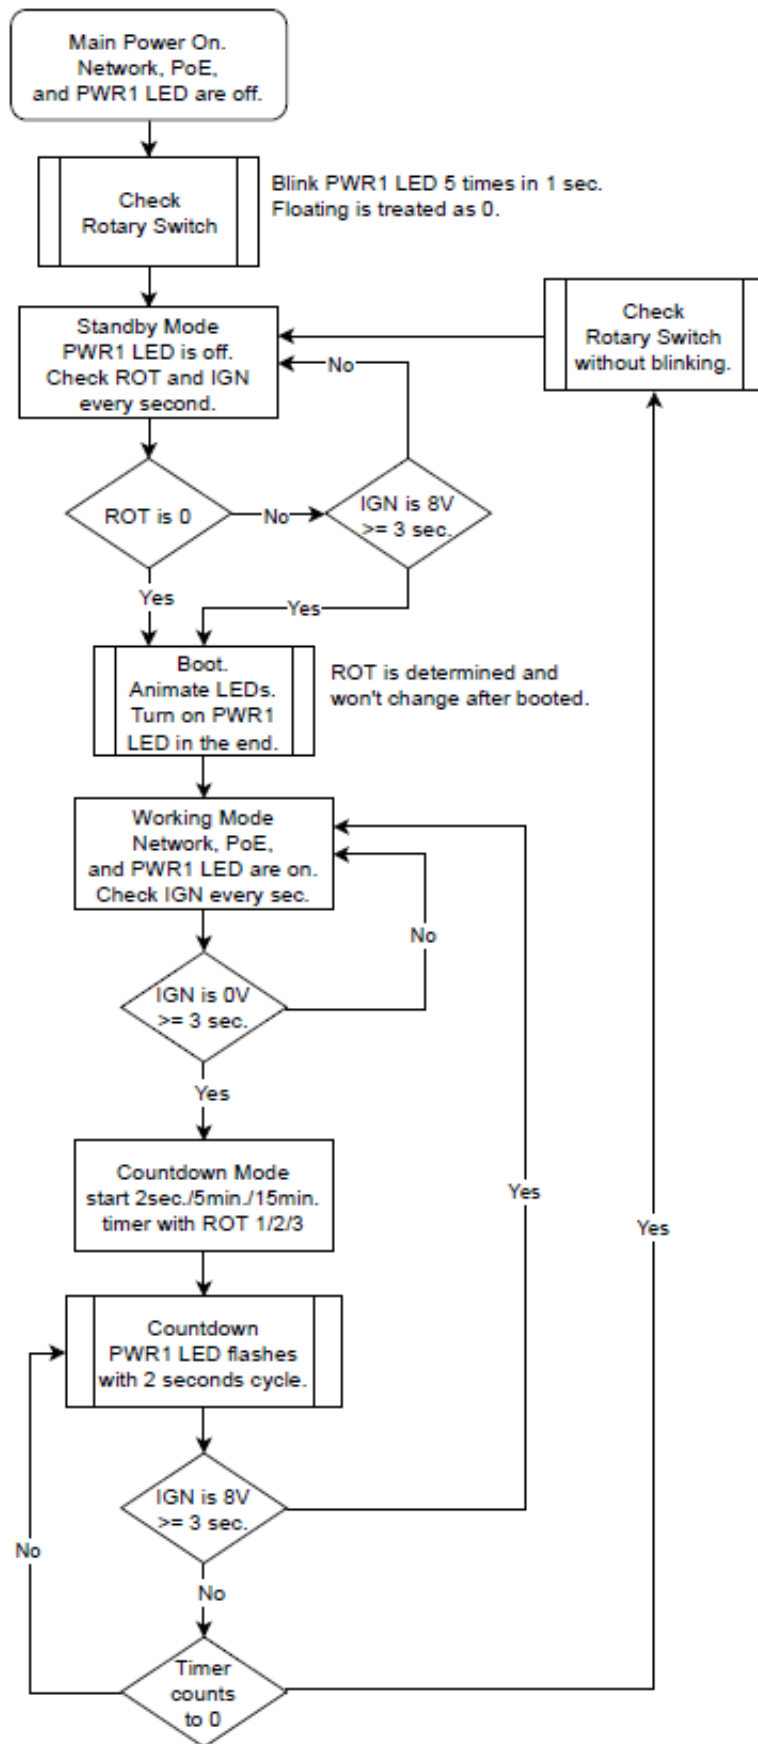 Main Power On.
Network, PoE,
and PWR1 LED are off.
Check
Rotary Switch
Blink PWR1 LED 5 times in 1 sec.
Floating is treated as 0.
Standby Mode
PWR1 LED is off.
Check ROT and IGN
every second.
Check
Rotary Switch
without blinking.
No
ROT is 0
No
IGN is 8V
>= 3 sec.
Yes
Yes
Boot.
Animate LEDs.
Turn on PWR1
LED in the end.
ROT is determined and
won't change after booted.
Working Mode
Network, PoE,
and PWR1 LED are on.
Check IGN every sec.
No
IGN is 0V
>= 3 sec.
Yes
Countdown Mode
start 2sec./5min./15min.
timer with ROT 1/2/3
Yes
Yes
Countdown
PWR1 LED flashes
with 2 seconds cycle.
IGN is 8V
>= 3 sec.
No
No
Timer
counts
to 0